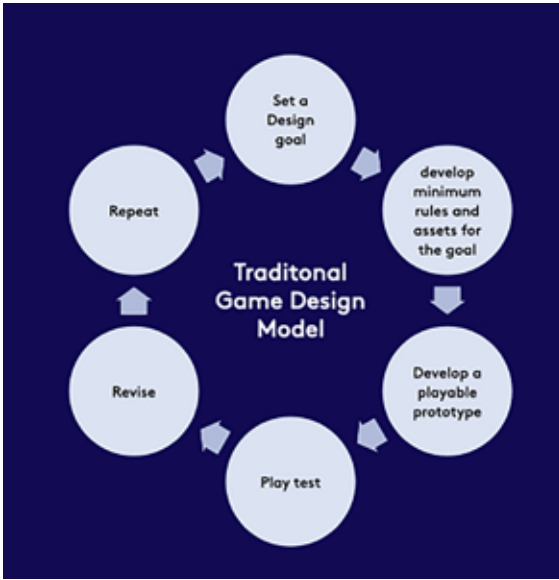 Set a
Design
goal
develop
minimum
rules and
assets for
the goal
Develop a
playable
prototype
Play test
Revise
Repeat
Traditonal
Game Design
Model